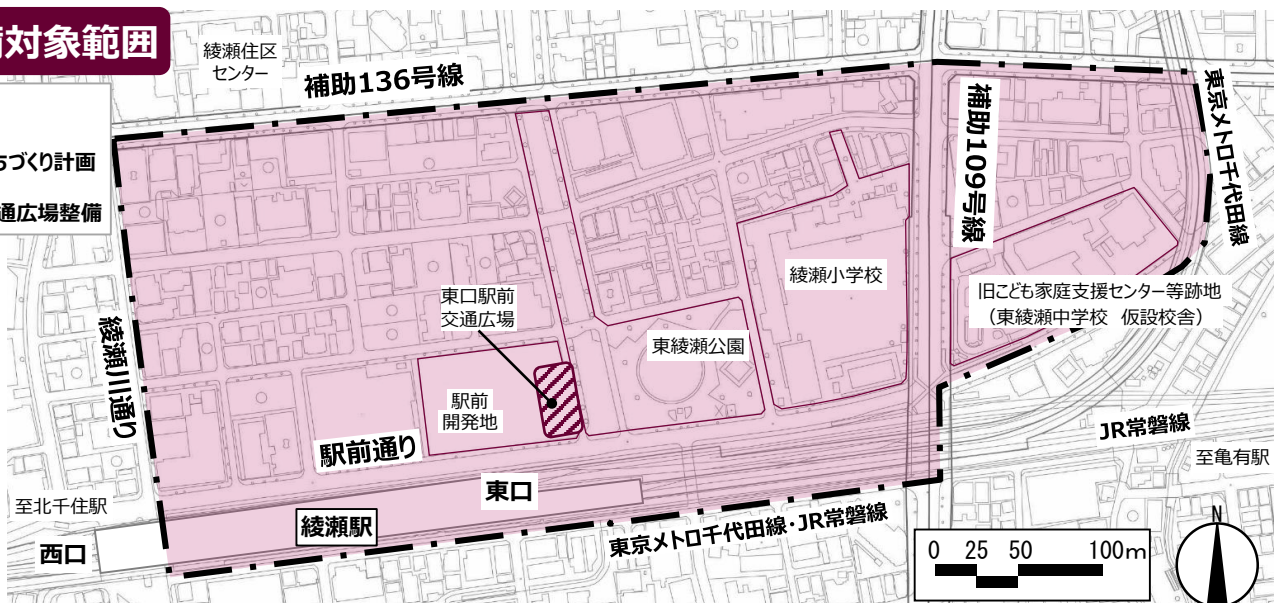 対象範囲
綾瀬住区
センター
補助136号線
ちづくり計画
通広場整備
補助109号線
東京メトロ千代田線
綾瀬小学校
旧こども家庭支援センター等跡地
（東綾瀬中学校　仮設校舎）
東口駅前
交通広場
東綾瀬公園
綾瀬川通り
駅前
開発地
駅前通り
JR常磐線
至亀有駅
東口
至北千住駅
綾瀬駅
西口
東京メトロ千代田線・JR常磐線
0 25 50 100m
N